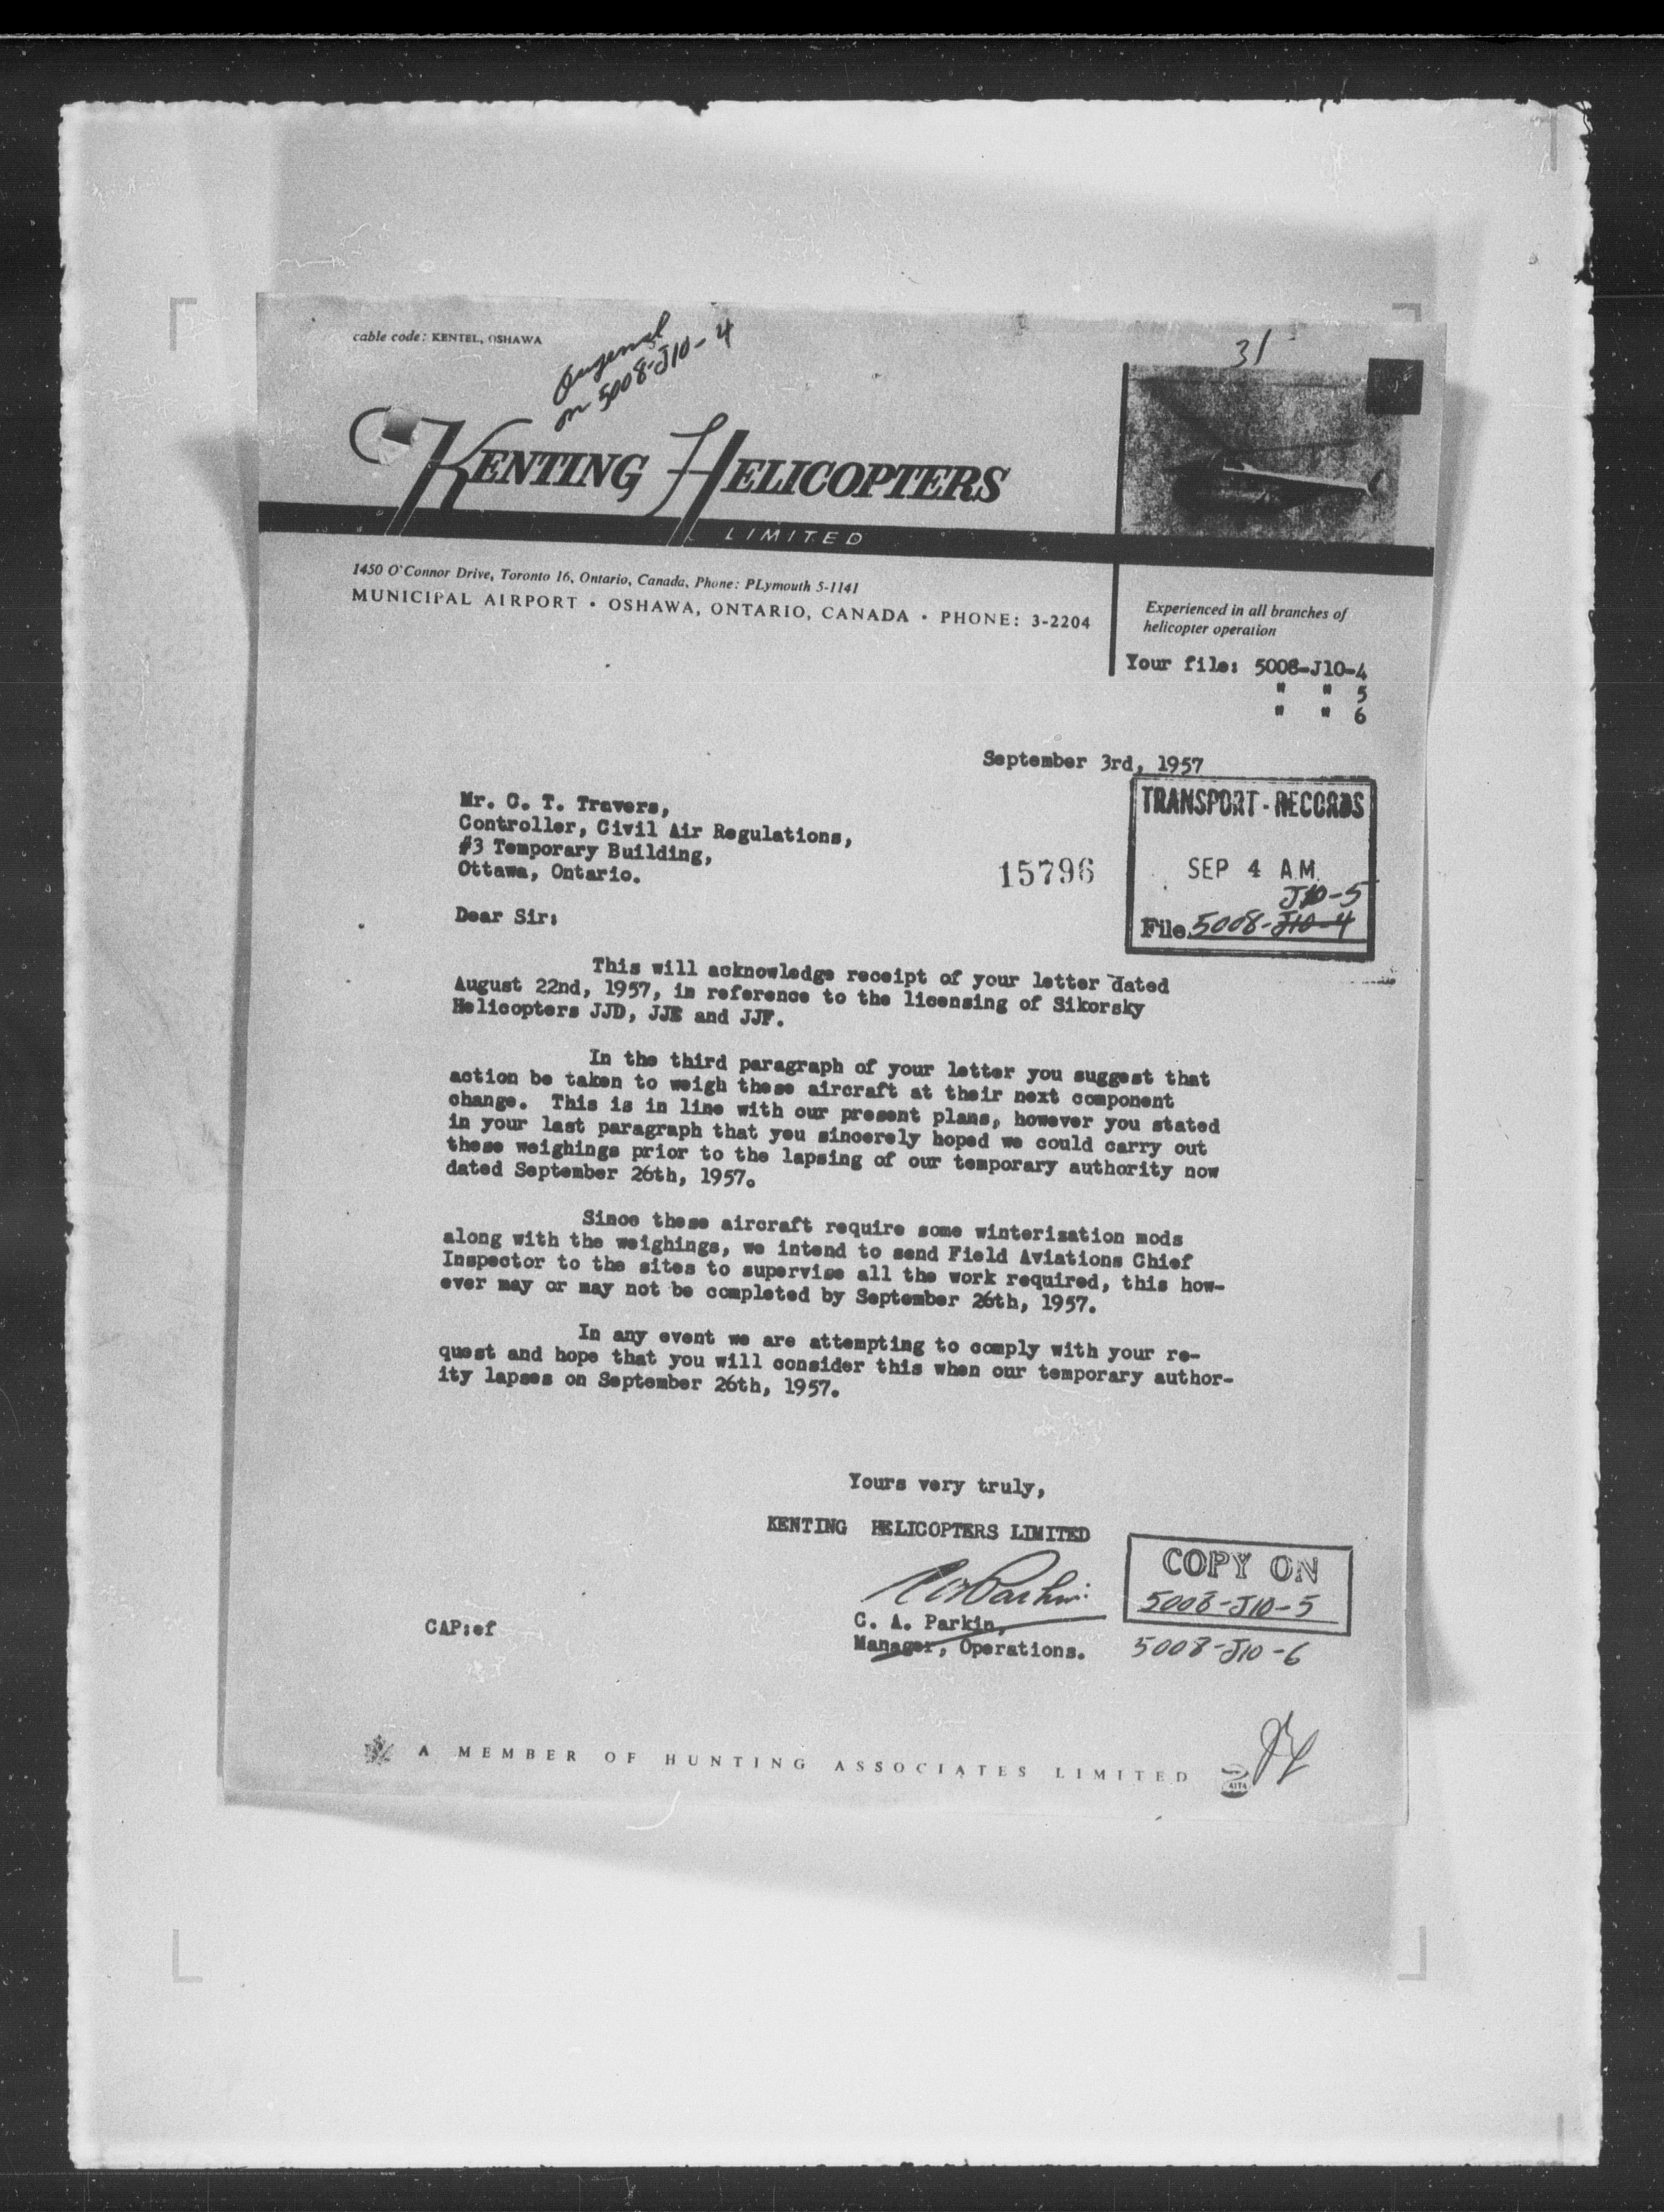 cable code: KENTEL, OSHAWA
Original
on 5008-J10-4
31
KENTING HELICOPTERS
LIMITED
1450 O'Connor Drive, Toronto 16, Ontario, Canada, Phone: PLymouth 5-1141
MUNICIPAL AIRPORT • OSHAWA, ONTARIO, CANADA • PHONE: 3-2204
Experienced in all branches of
helicopter operation
Your file: 5008-J10-4
" " 5
" " 6
September 3rd, 1957
Mr. C. T. Travers,
Controller, Civil Air Regulations,
#3 Temporary Building,
Ottawa, Ontario.
15796
TRANSPORT - RECORDS
SEP 4 A.M.
J10-5
File 5008-J10-4
Dear Sir:
This will acknowledge receipt of your letter dated
August 22nd, 1957, in reference to the licensing of Sikorsky
Helicopters JJD, JJE and JJF.
In the third paragraph of your letter you suggest that
action be taken to weigh these aircraft at their next component
change. This is in line with our present plans, however you stated
in your last paragraph that you sincerely hoped we could carry out
these weighings prior to the lapsing of our temporary authority now
dated September 26th, 1957.
Since these aircraft require some winterization mods
along with the weighings, we intend to send Field Aviations Chief
Inspector to the sites to supervise all the work required, this how-
ever may or may not be completed by September 26th, 1957.
In any event we are attempting to comply with your re-
quest and hope that you will consider this when our temporary author-
ity lapses on September 26th, 1957.
Yours very truly,
KENTING HELICOPTERS LIMITED
CAParkin
C. A. Parkin,
Manager, Operations.
CAP:ef
COPY ON
5008-J10-5
5008-J10-6
A MEMBER OF HUNTING ASSOCIATES LIMITED
AITA